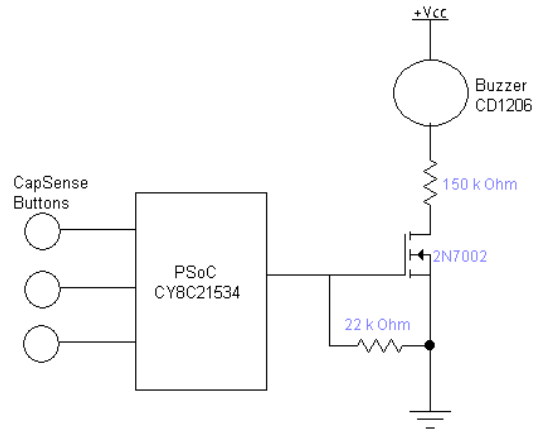 +Vcc
Buzzer
CD1206
150 k Ohm
CapSense
Buttons
2N7002
PSoC
CY8C21534
22 k Ohm